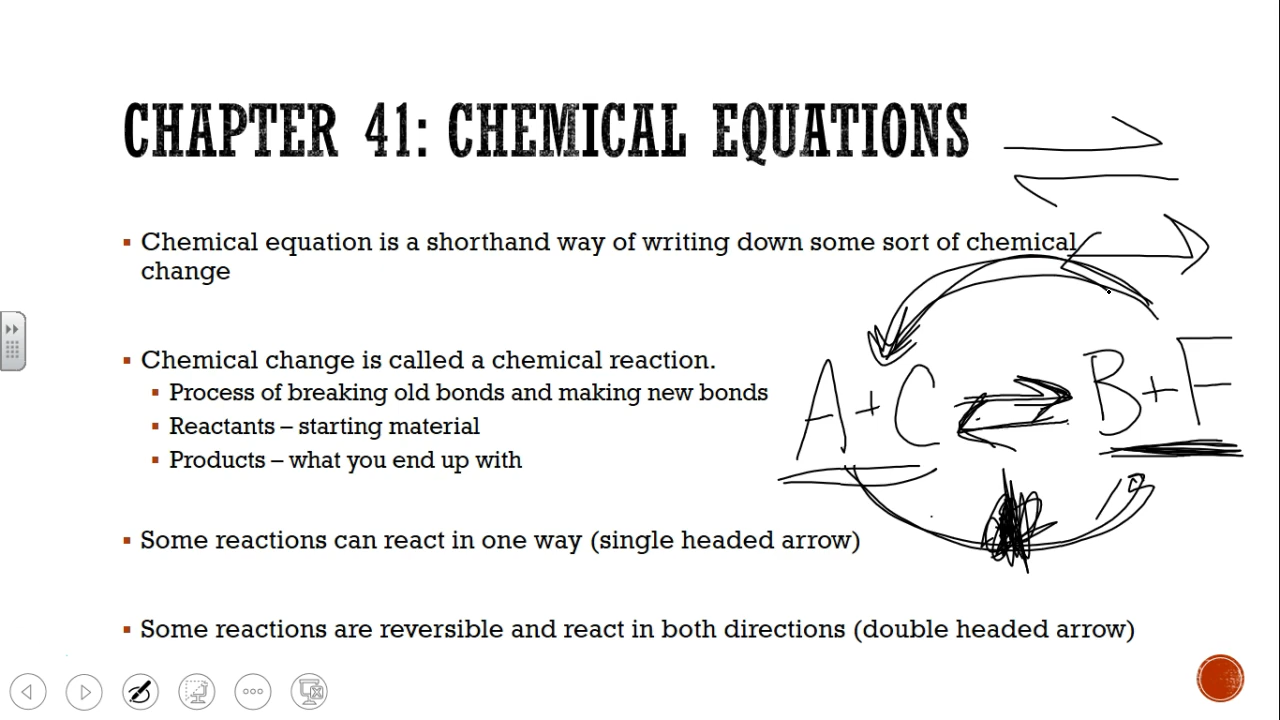 CHAPTER 41: CHEMICAL EQUATIONS
Chemical equation is a shorthand way of writing down some sort of chemical
change
Chemical change is called a chemical reaction.
Process of breaking old bonds and making new bonds
A + C ⇌ B + F
Reactants – starting material
Products – what you end up with
Some reactions can react in one way (single headed arrow)
Some reactions are reversible and react in both directions (double headed arrow)